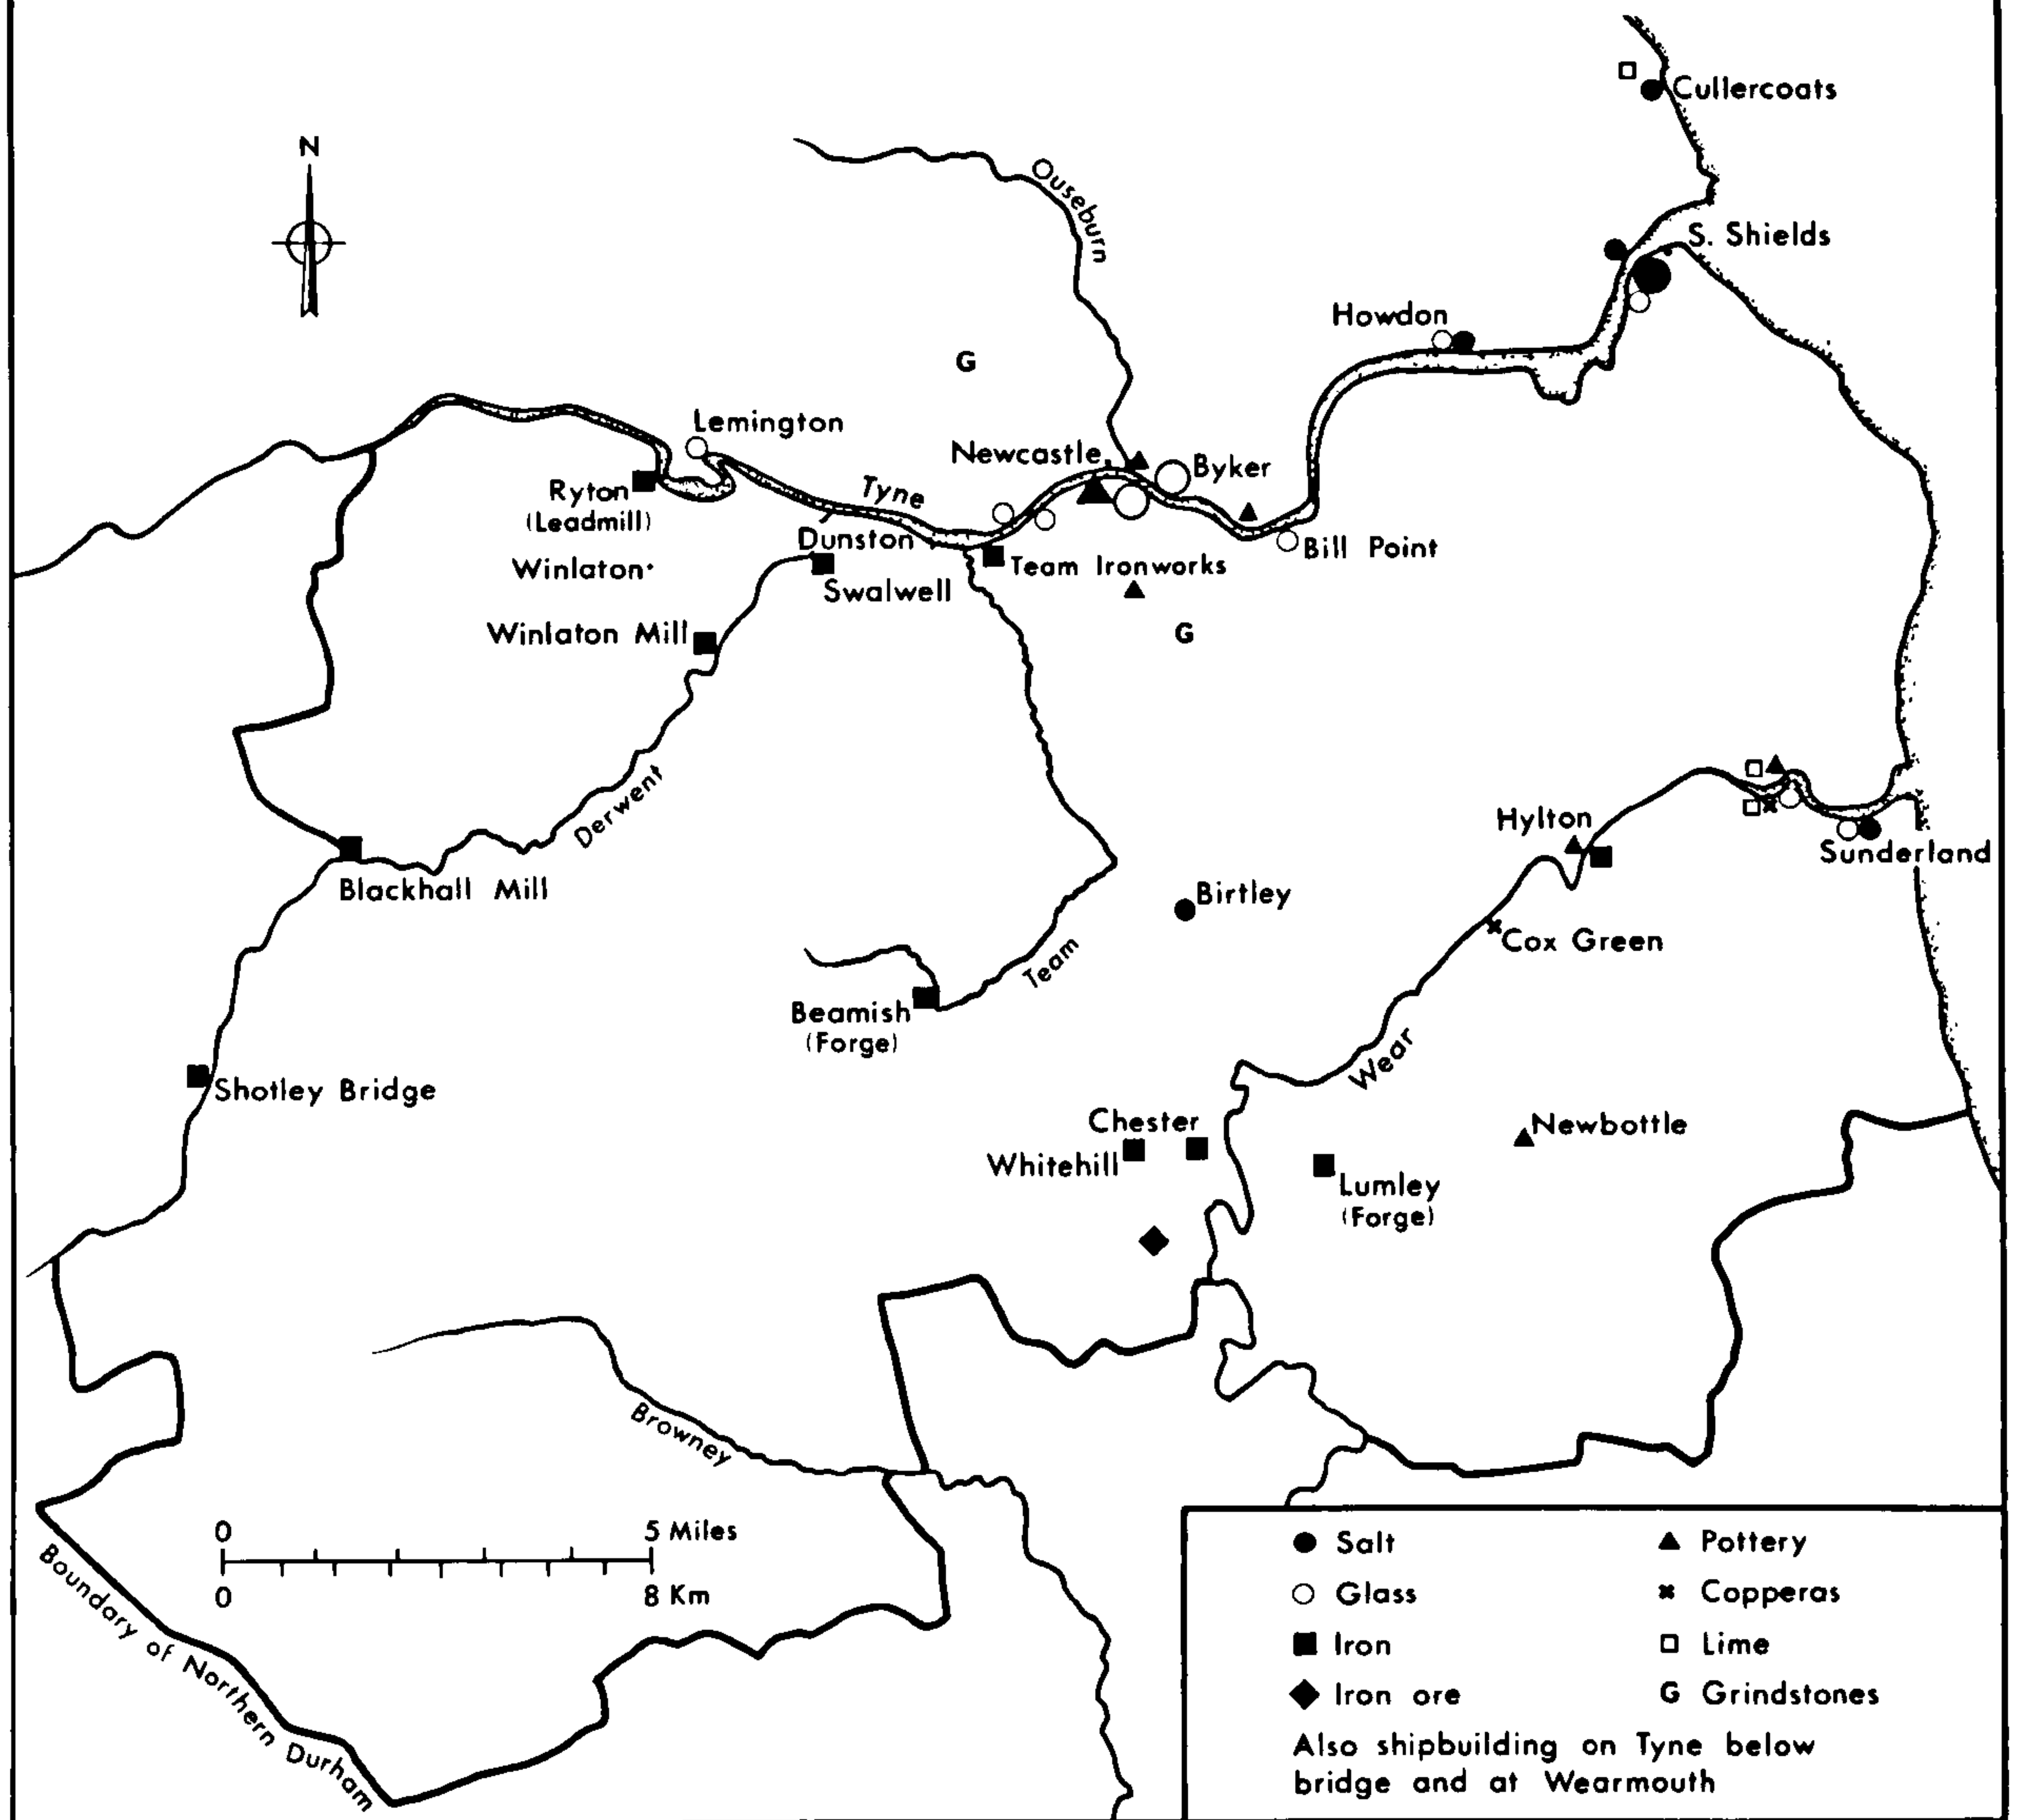 Cullercoats
N
Ouseburn
S. Shields
Howdon
G
Lemington
Newcastle
Byker
Ryton
(Leadmill)
Tyne
Dunston
Bill Point
Winlaton
Team Ironworks
Swalwell
Winlaton Mill
G
Derwent
Hylton
Sunderland
Blackhall Mill
Birtley
Cox Green
Team
Beamish
(Forge)
Wear
Shotley Bridge
Chester
Newbottle
Whitehill
Lumley
(Forge)
Browney
0 5 Miles
0 8 Km
Boundary of Northern Durham
Salt
Pottery
Glass
Copperas
Iron
Lime
Iron ore
G Grindstones
Also shipbuilding on Tyne below
bridge and at Wearmouth